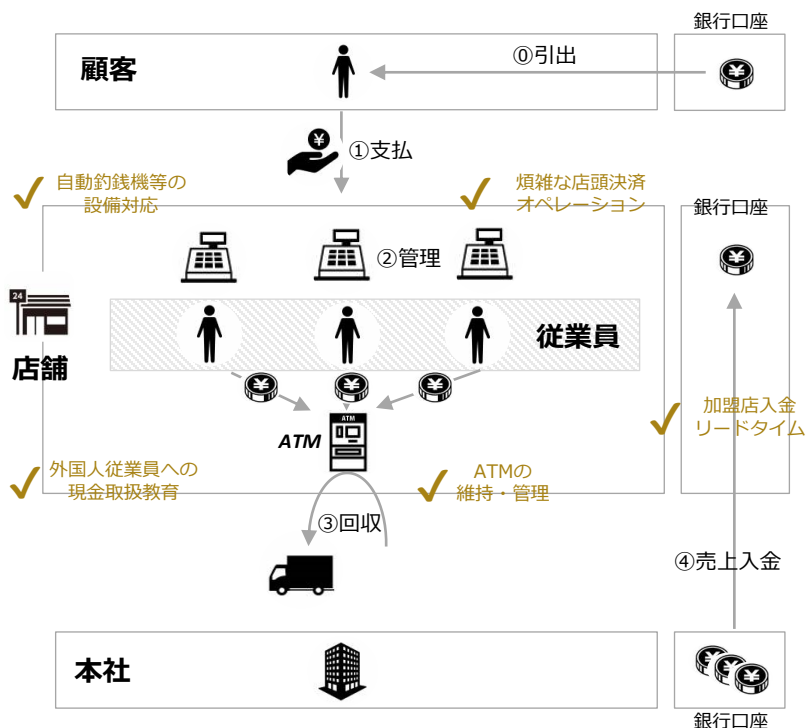 銀行口座
顧客
⓪引出
①支払
自動釣銭機等の
設備対応
煩雑な店頭決済
オペレーション
銀行口座
②管理
24
店舗
従業員
加盟店入金
リードタイム
ATM
ATM
外国人従業員への
現金取扱教育
ATMの
維持・管理
③回収
④売上入金
本社
銀行口座